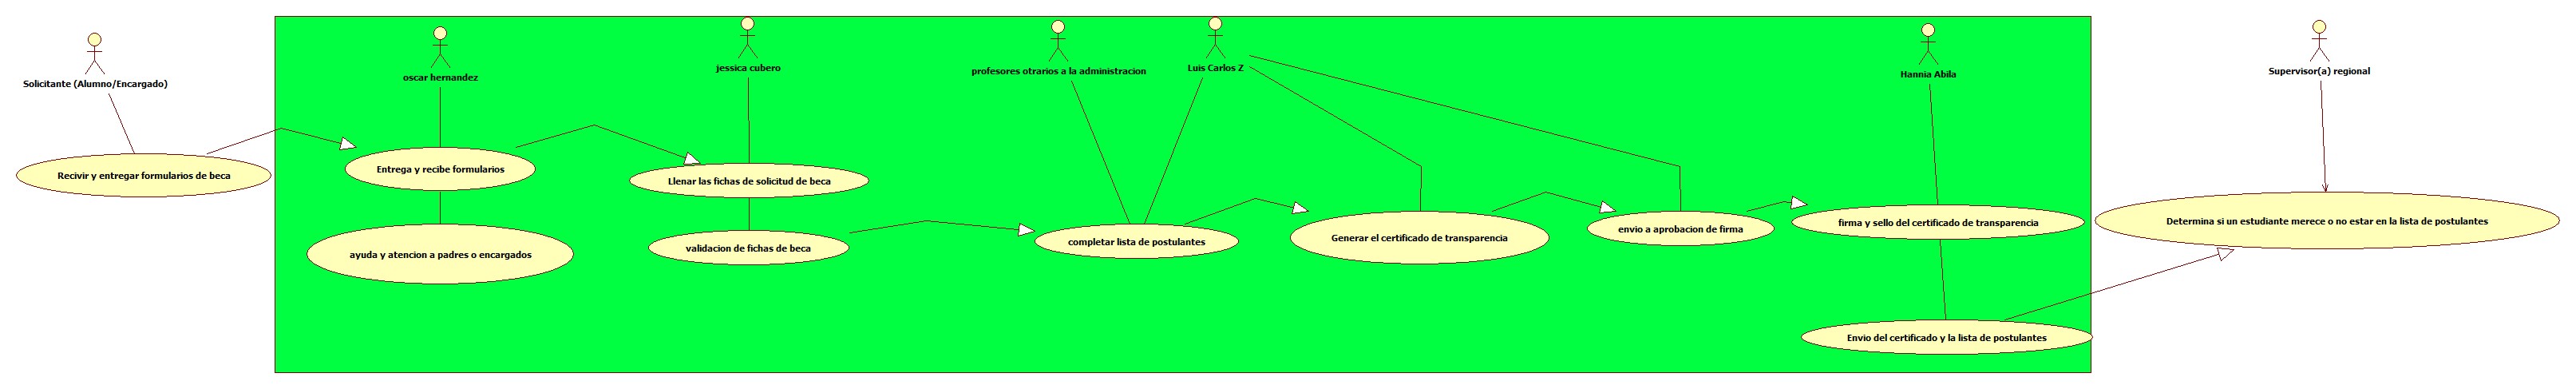 Solicitante (Alumno/Encargado)
oscar hernandez
jessica cubero
profesores otrarios a la administracion
Luis Carlos Z
Hannia Abila
Supervisor(a) regional
Recivir y entregar formularios de beca
Entrega y recibe formularios
Llenar las fichas de solicitud de beca
ayuda y atencion a padres o encargados
validacion de fichas de beca
completar lista de postulantes
Generar el certificado de transparencia
envio a aprobacion de firma
firma y sello del certificado de transparencia
Determina si un estudiante merece o no estar en la lista de postulantes
Envio del certificado y la lista de postulantes